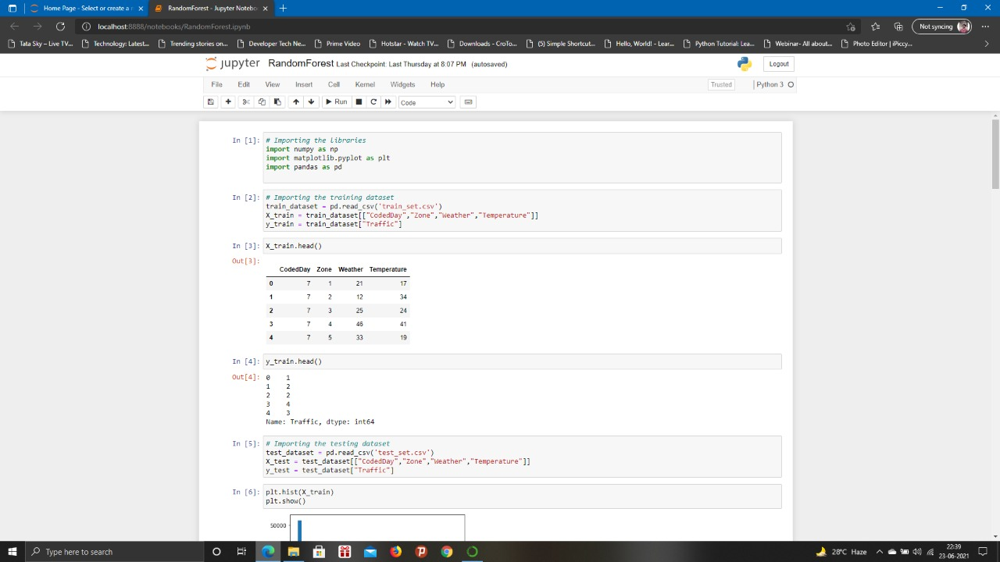 Home Page - Select or create a n
RandomForest - Jupyter Noteboo
localhost:8888/notebooks/RandomForest.ipynb
Not syncing
Tata Sky – Live TV...
Technology: Latest...
Trending stories on...
Developer Tech Ne...
Prime Video
Hotstar - Watch TV...
Downloads - CroTo...
(5) Simple Shortcut...
Hello, World! - Lear...
Python Tutorial: Lea...
Webinar- All about...
Photo Editor | iPiccy...
jupyter RandomForest Last Checkpoint: Last Thursday at 8:07 PM (autosaved)
Logout
File Edit View Insert Cell Kernel Widgets Help
Trusted
Python 3
Run
Code
In [1]: # Importing the libraries
import numpy as np
import matplotlib.pyplot as plt
import pandas as pd
In [2]: # Importing the training dataset
train_dataset = pd.read_csv('train_set.csv')
X_train = train_dataset[["CodedDay","Zone","Weather","Temperature"]]
y_train = train_dataset["Traffic"]
In [3]: X_train.head()
Out[3]:
CodedDay Zone Weather Temperature
0 7 1 21 17
1 7 2 12 34
2 7 3 25 24
3 7 4 46 41
4 7 5 33 19
In [4]: y_train.head()
Out[4]: 0 1
1 2
2 2
3 4
4 3
Name: Traffic, dtype: int64
In [5]: # Importing the testing dataset
test_dataset = pd.read_csv('test_set.csv')
X_test = test_dataset[["CodedDay","Zone","Weather","Temperature"]]
y_test = test_dataset["Traffic"]
In [6]: plt.hist(X_train)
plt.show()
50000
Type here to search
28°C Haze
22:39
23-06-2021